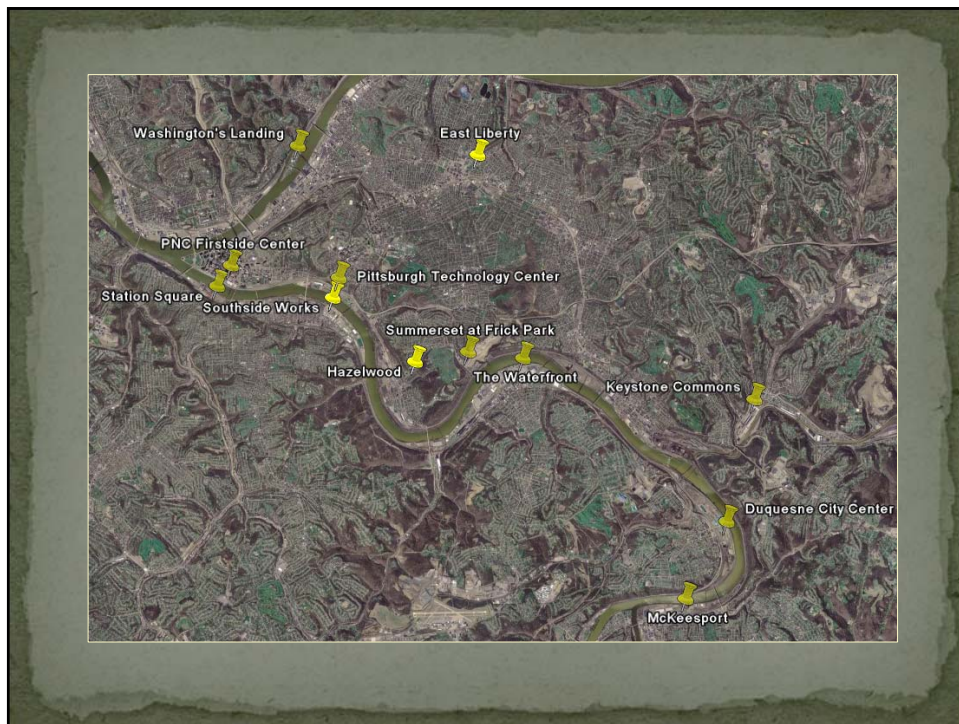 Washington's Landing
East Liberty
PNC Firstside Center
Pittsburgh Technology Center
Station Square
Southside Works
Summerset at Frick Park
Hazelwood
The Waterfront
Keystone Commons
Duquesne City Center
McKeesport